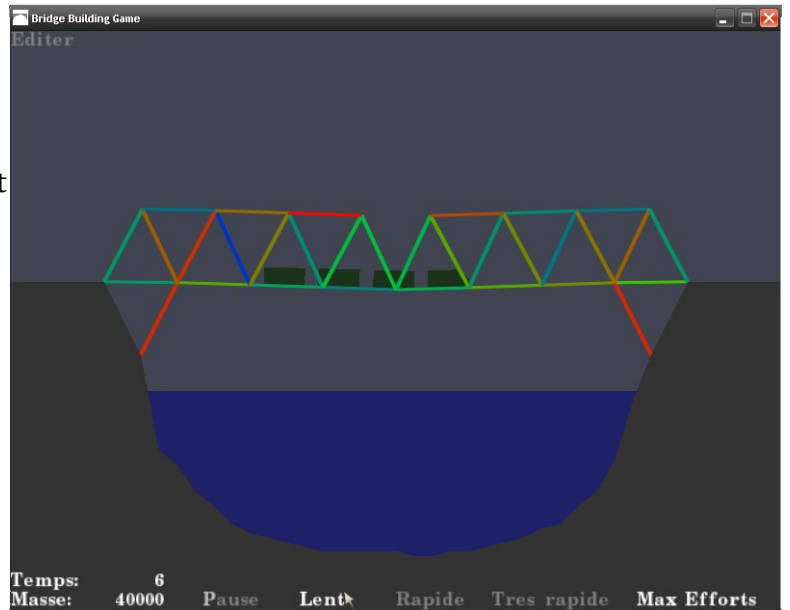 Bridge Building Game
Editer
t
Temps: 6
Masse: 40000 Pause Lent Rapide Tres rapide Max Efforts